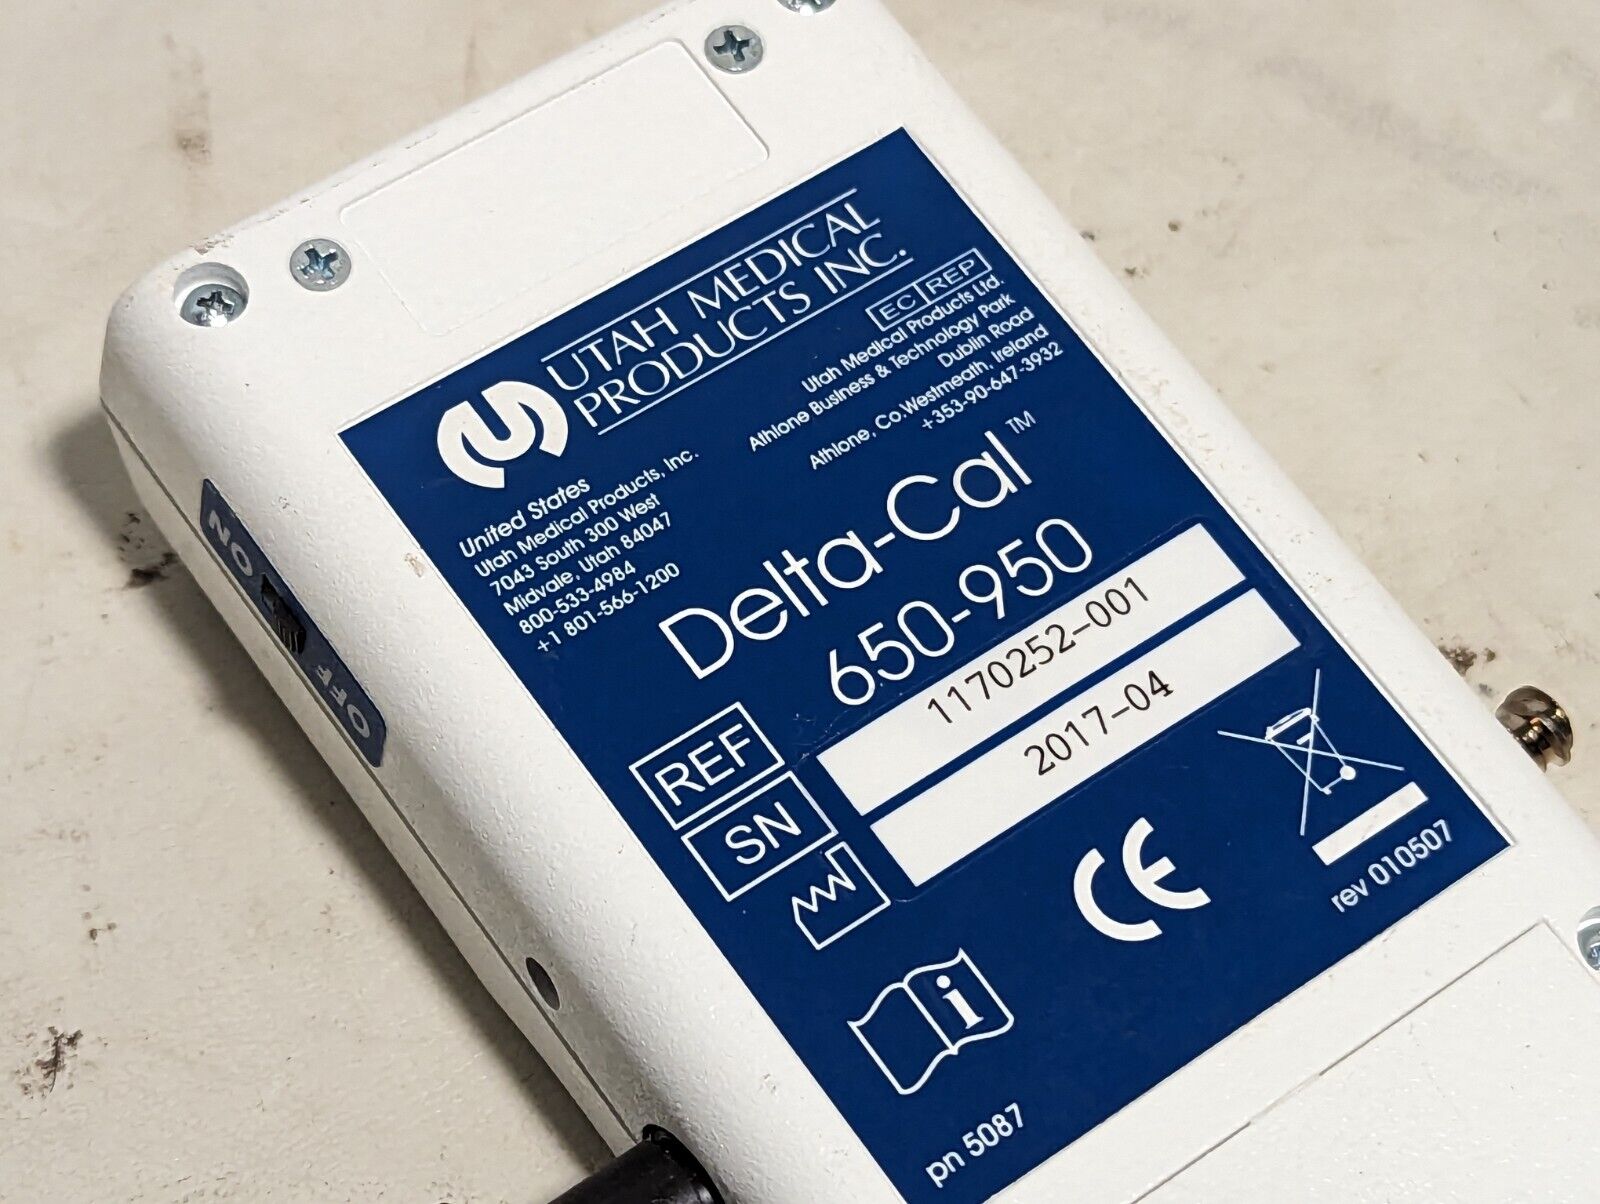 UTAH MEDICAL
PRODUCTS INC.
EC REP
Utah Medical Products Ltd.
Athlone Business & Technology Park
Dublin Road
Athlone, Co.Westmeath, Ireland
+353-90-647-3932
United States
Utah Medical Products, Inc.
7043 South 300 West
Midvale, Utah 84047
800-533-4984
+1 801-566-1200
Delta-Cal™
REF 650-950
SN 1170252-001
2017-04
CE
rev 010507
i
pn 5087
ON
OFF